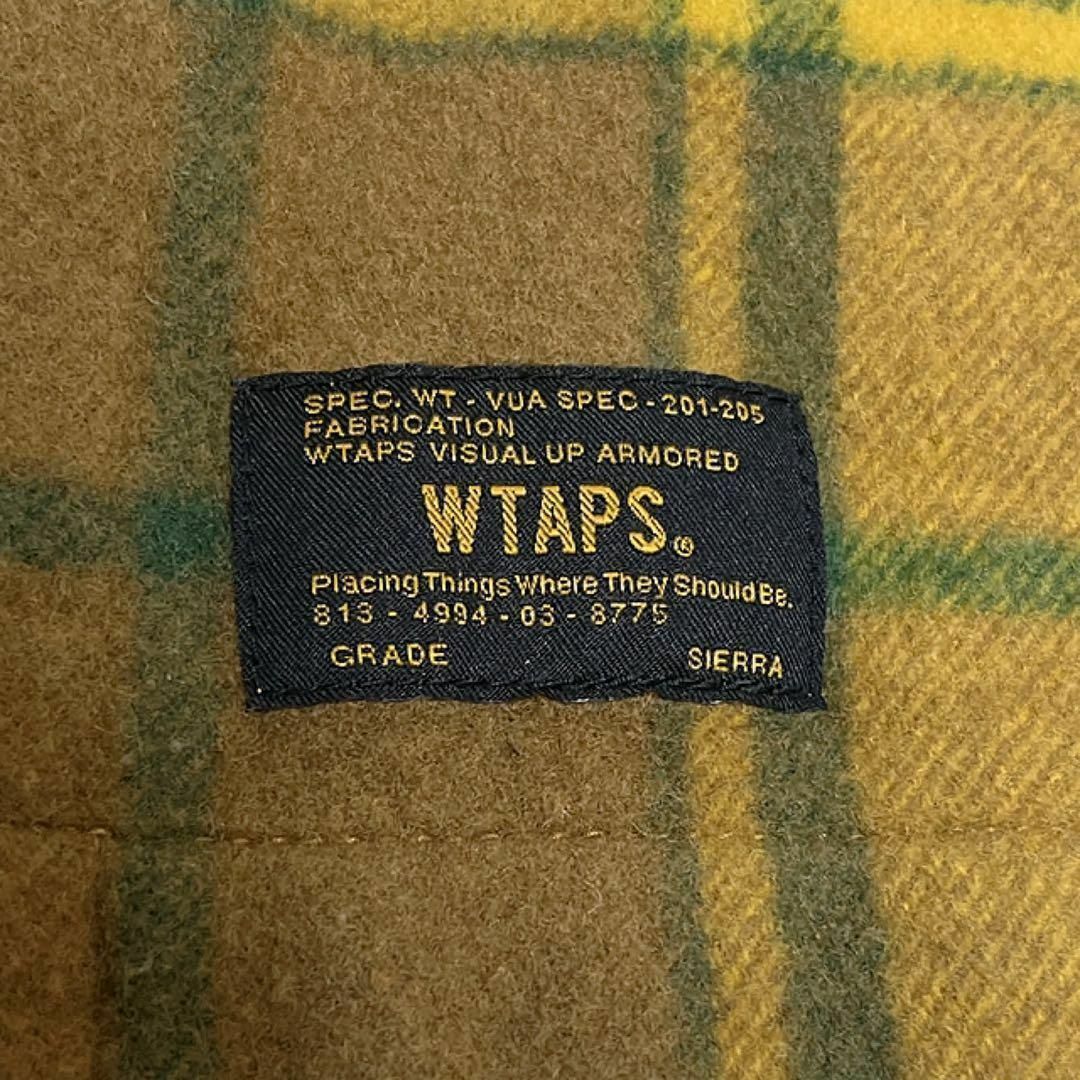 SPEC. WT - VUA SPEC - 201-205
FABRICATION
WTAPS VISUAL UP ARMORED
WTAPS®
Placing Things Where They Should Be.
813 - 4994 - 03 - 8775
GRADE SIERRA